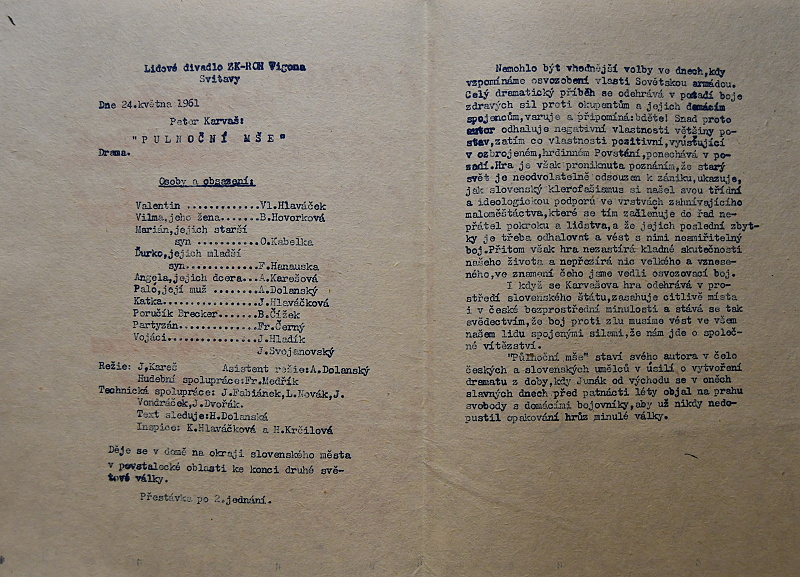 Lidové divadlo ZK-ROH Vigona
Svitavy
Dne 24.května 1961
Peter Karvaš:
"PULNOČNÍ MŠE"
Drama.
Osoby a obsazení:
Valentin .............Vl.Hlaváček
Vilma,jeho žena.......B.Hovorková
Marián,jejich starší
syn ..........O.Kabelka
Ďurko,jejich mladší
syn...........F.Hanauska
Angela,jejich dcera...A.Karešová
Palo,její muž ........A.Dolanský
Katka.................J.Hlaváčková
Poručík Brecker.......B.Čížek
Partyzán..............Fr.Černý
Vojáci................J.Hladík
J.Svojanovský
Režie: J,Kareš Asistent režie:A.Dolanský
Hudební spolupráce:Fr.Medřík
Technická spolupráce: J.Fabiánek,L.Novák,J.
Vondráček,J.Dvořák.
Text sleduje:H.Dolanská
Inspice: K.Hlaváčková a H.Krčilová
Děje se v domě na okraji slovenského města
v povstalecké oblasti ke konci druhé svě-
tové války.
Přestávka po 2.jednání.
Nemohlo být vhodnější volby ve dnech,kdy
vzpomínáme osvození vlasti Sovětskou armádou.
Celý dramatický příběh se odehrává v pozadí boje
zdravých sil proti okupantům a jejich domácím
spojencům,varuje a připomíná:bděte! Snad proto
autor odhaluje negativní vlastnosti většiny po-
stav,zatím co vlastnosti pozitivní,vyúsťující
v ozbrojeném,hrdinném Povstání,ponechává v po-
zadí.Hra je však proniknuta poznáním,že starý
svět je neodvolatelně odsouzen k zániku,ukazuje,
jak slovenský klerofašismus si našel svou třídní
a ideologickou podporu ve vrstvách zahnívajícího
maloměšťáctva,které se tím začleňuje do řad ne-
přátel pokroku a lidstva, a že jejich poslední zbyt-
ky je třeba odhalovat a vést s nimi nesmiřitelný
boj.Přitom však hra nezastírá kladné skutečnosti
našeho života a nepřezírá nic velkého a vznese-
ného,ve znamení čeho jsme vedli osvozovací boj.
I když se Karvašova hra odehrává v pro-
středí slovenského štátu,zasahuje citlivě místa
i v české bezprostřední minulosti a stává se tak
svědectvím,že boj proti zlu musíme vést ve všem
našem lidu spojenými silami,že nám jde o společ-
né vítězství.
"Půlnoční mše" staví svého autora v čelo
českých a slovenských umělců v úsilí o vytvoření
dramatu z doby,kdy Junák od východu se v oněch
slavných dnech před patnácti léty objal na prahu
svobody s domácími bojovníky,aby už nikdy nedo-
pustil opakování hrůz minulé války.